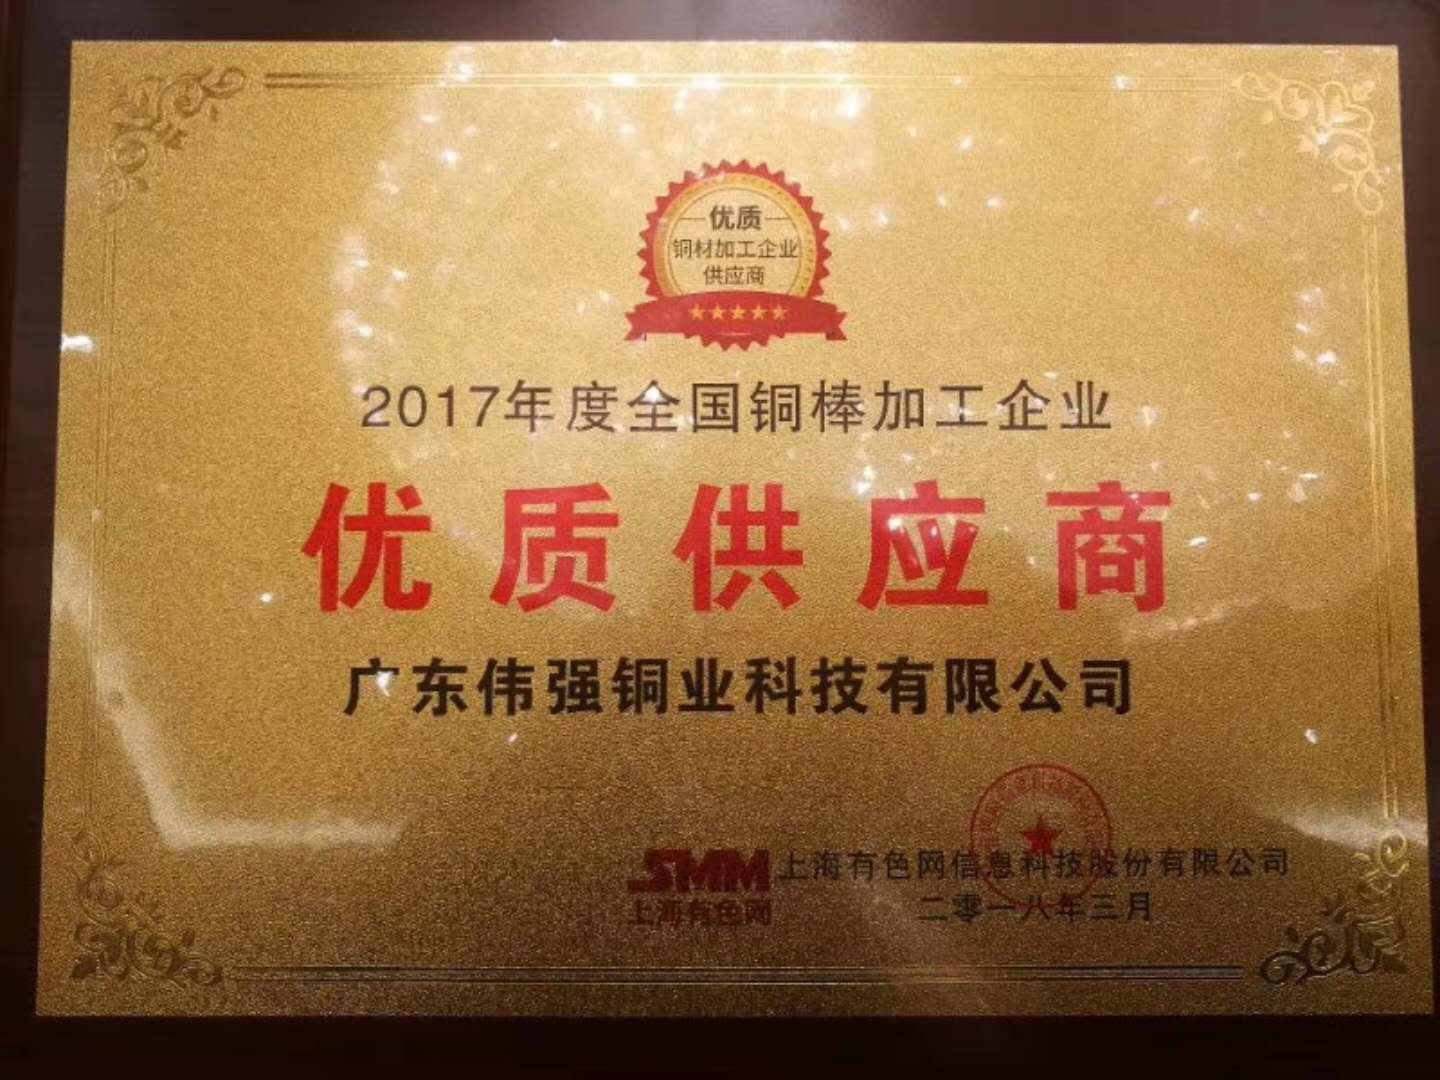 优质
铜材加工企业
供应商
2017年度全国铜棒加工企业
优质供应商
广东伟强铜业科技有限公司
SMM 上海有色网信息科技股份有限公司
上海有色网 二零一八年三月